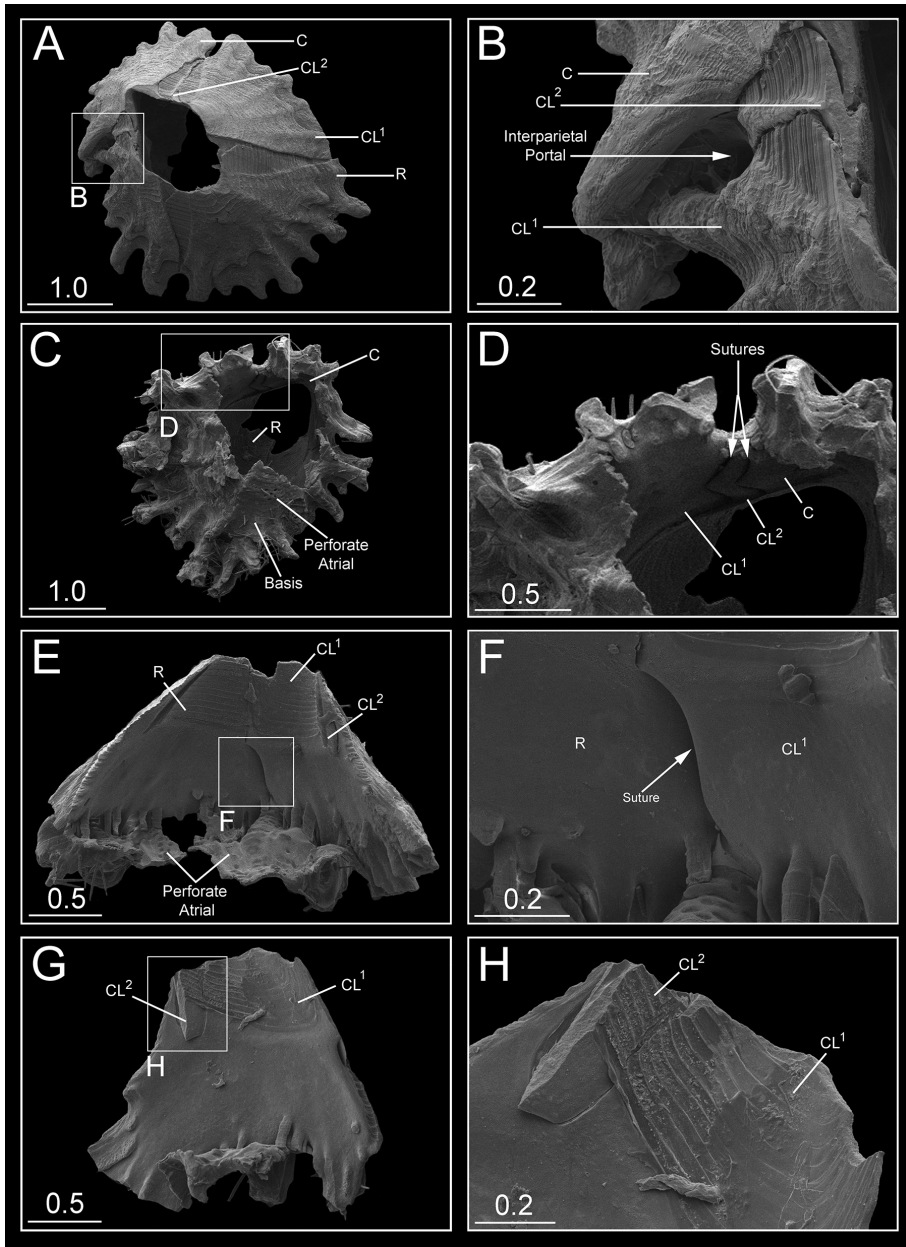 A
C
CL²
CL¹
R
B
1.0
B
C
CL²
Interparietal
Portal
CL¹
0.2
C
C
D
R
Perforate
Atrial
Basis
1.0
D
Sutures
C
CL²
CL¹
0.5
E
CL¹
R
CL²
F
Perforate
Atrial
0.5
F
R
CL¹
Suture
0.2
G
CL²
CL¹
H
0.5
H
CL²
CL¹
0.2